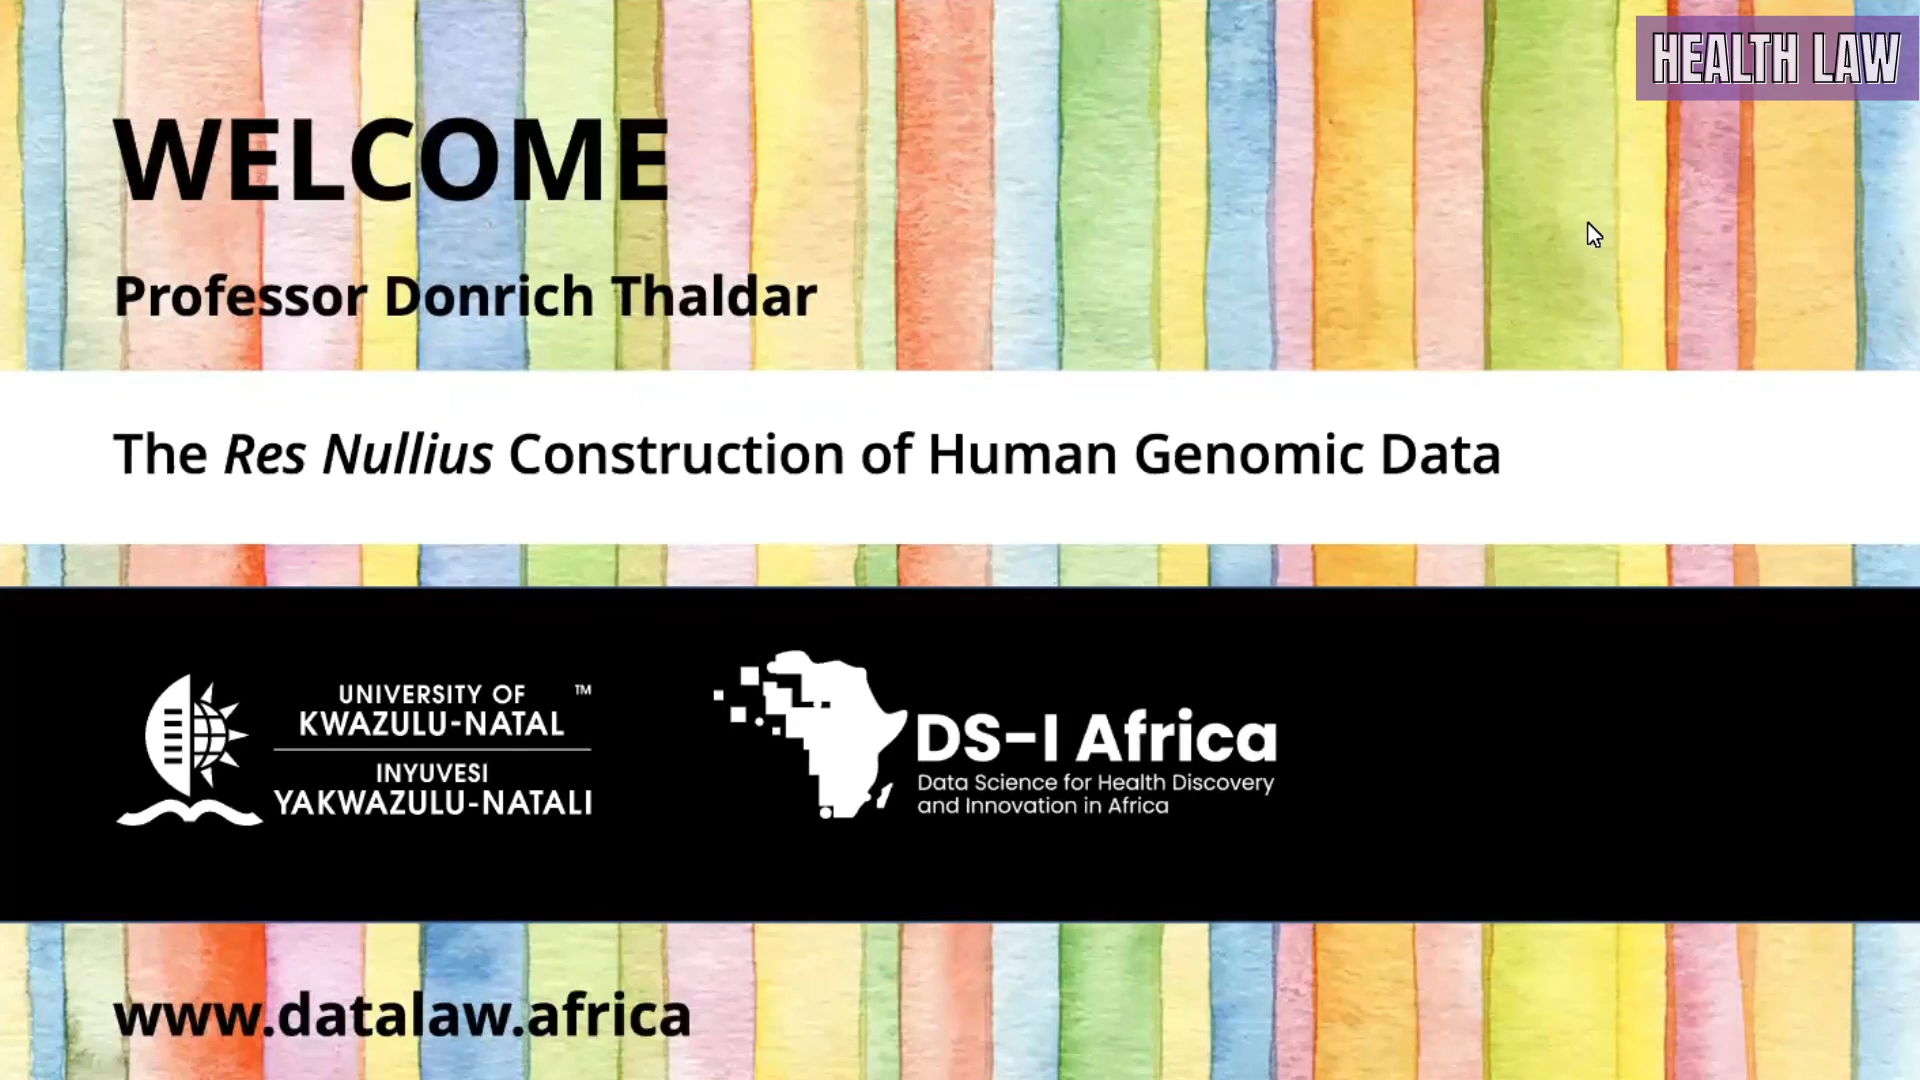 HEALTH LAW
WELCOME
Professor Donrich Thaldar
The Res Nullius Construction of Human Genomic Data
UNIVERSITY OF ™
KWAZULU-NATAL
INYUVESI
YAKWAZULU-NATALI
DS-I Africa
Data Science for Health Discovery
and Innovation in Africa
www.datalaw.africa